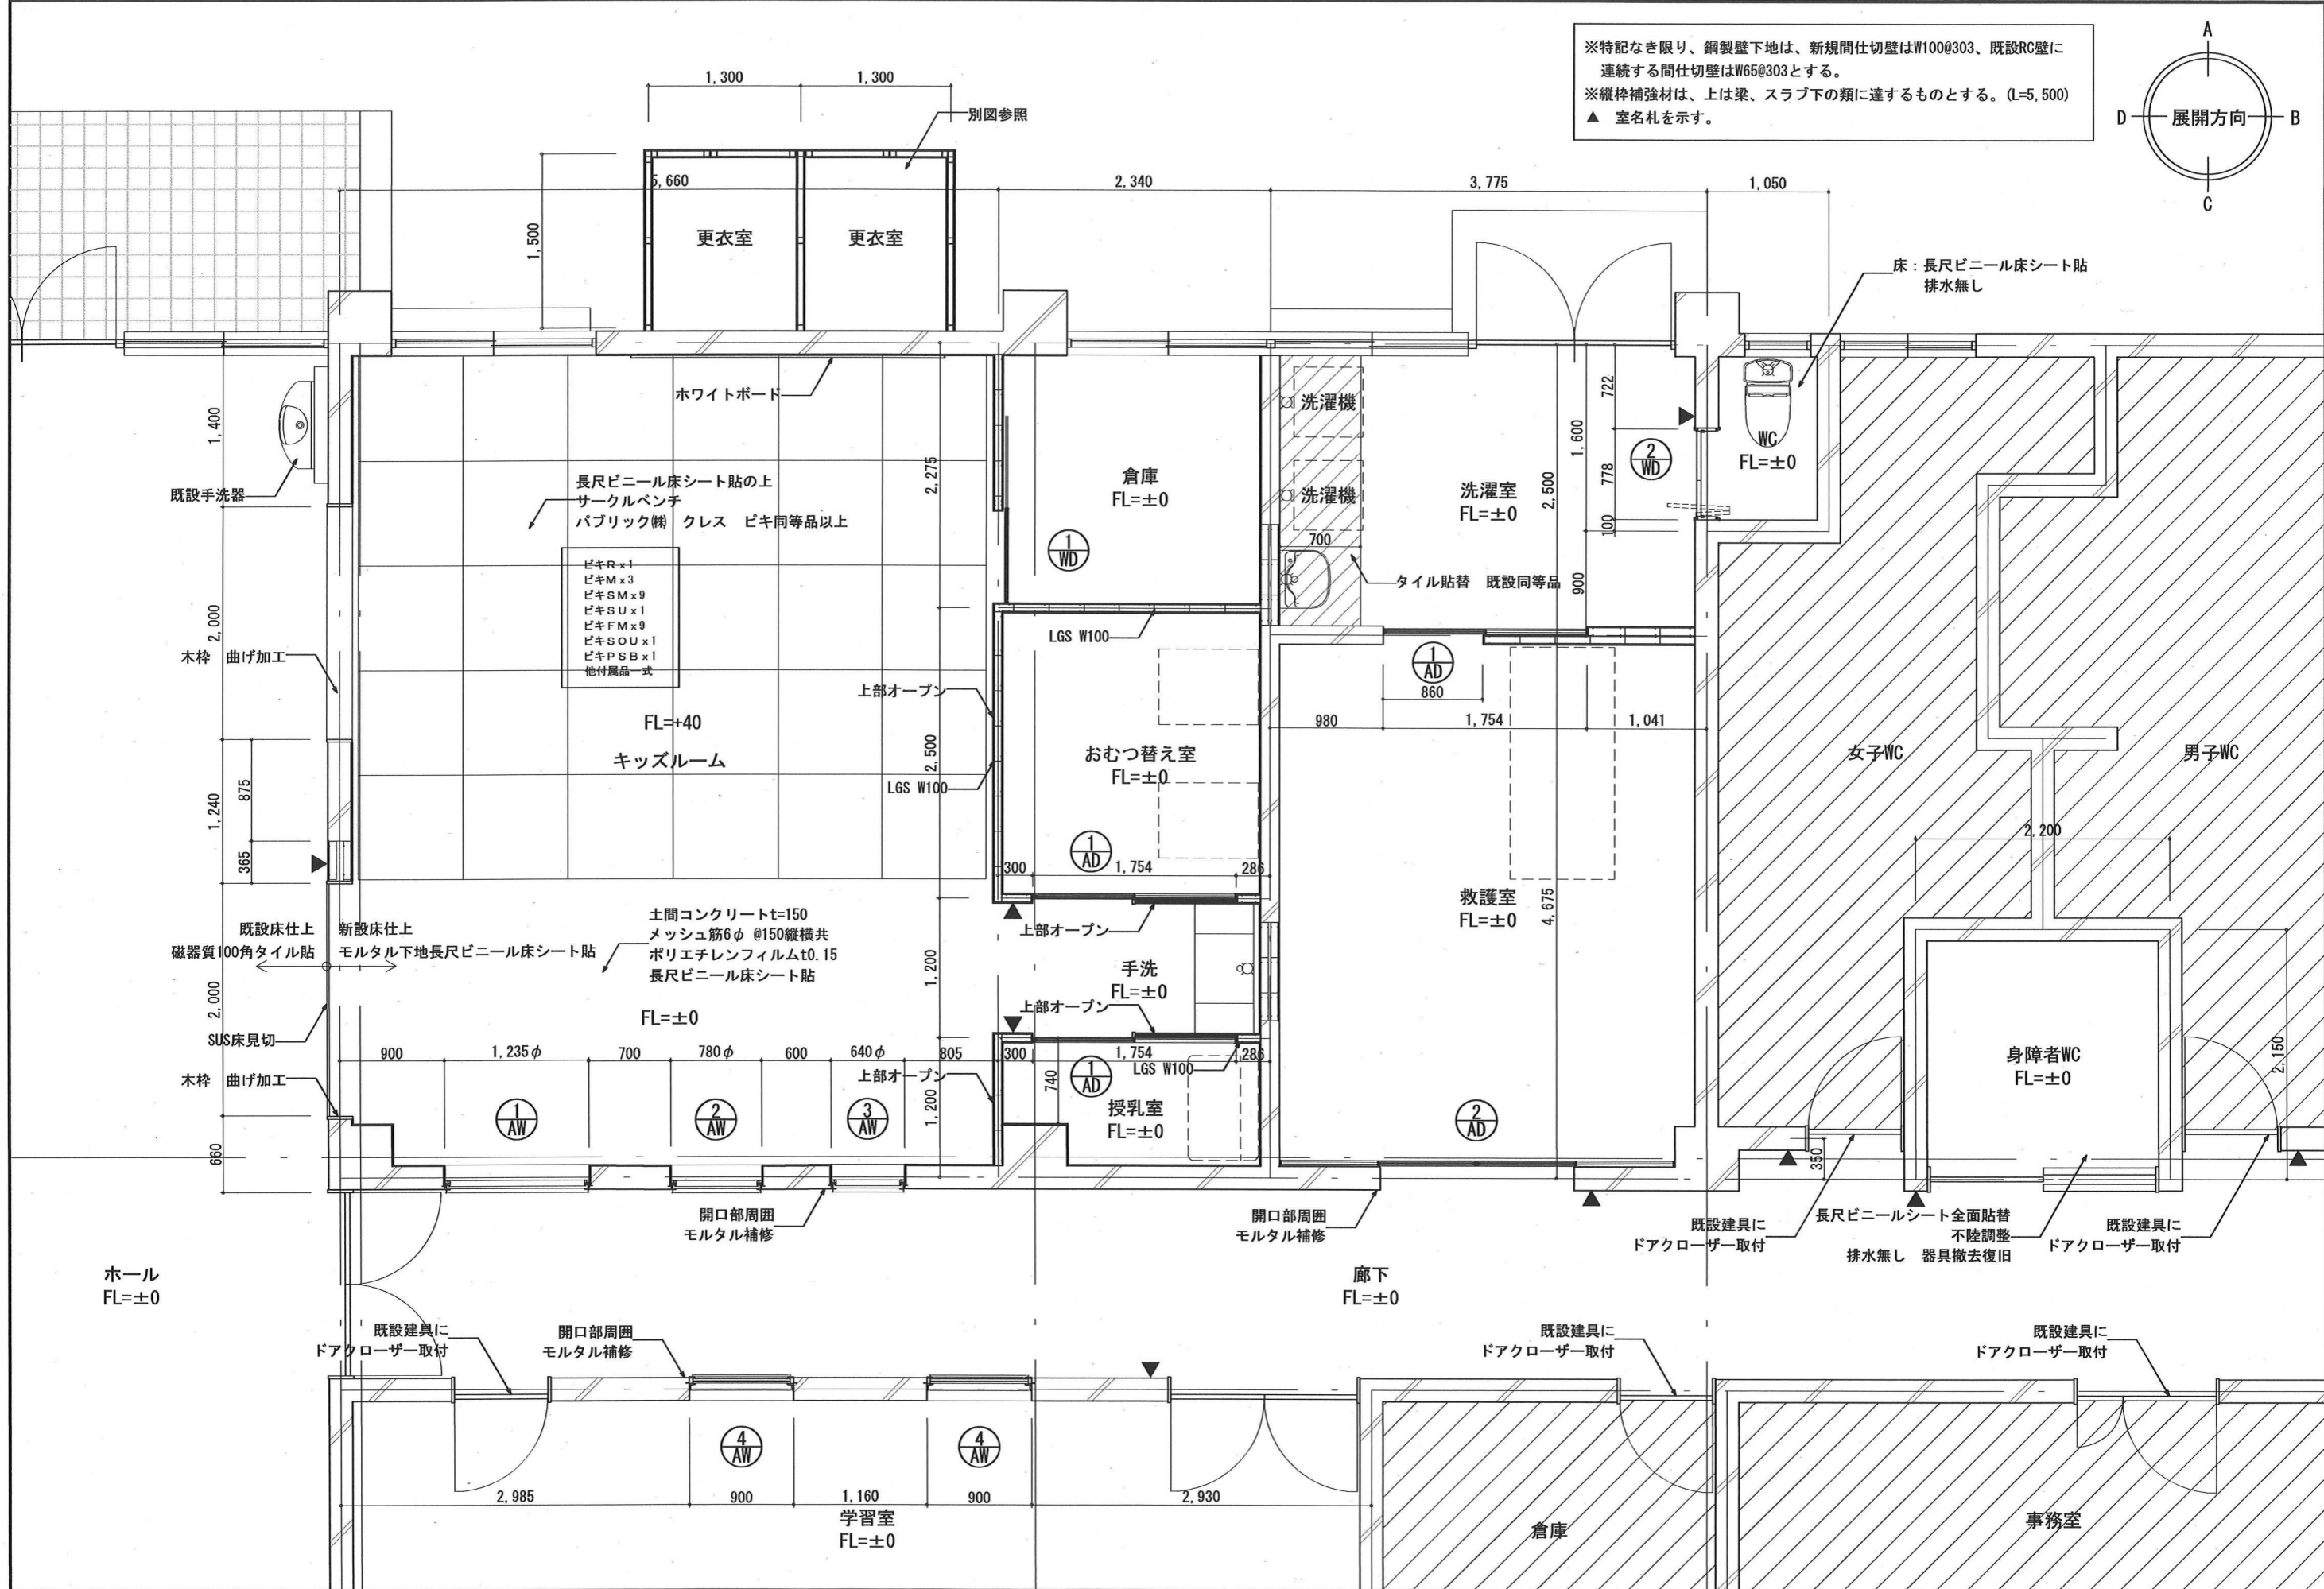 ※特記なき限り、鋼製壁下地は、新規間仕切壁はW100@303、既設RC壁に
連続する間仕切壁はW65@303とする。
※縦枠補強材は、上は梁、スラブ下の類に達するものとする。(L=5,500)
▲ 室名札を示す。
A
D 展開方向 B
C
1,300 1,300
別図参照
5,660 2,340 3,775 1,050
1,500
更衣室 更衣室
床：長尺ビニール床シート貼
排水無し
ホワイトボード
既設手洗器
1,400
2,000
1,240
875
365
2,000
660
長尺ビニール床シート貼の上
サークルベンチ
パブリック㈱ クレス ピキ同等品以上
ピキR x1
ピキM x3
ピキSM x9
ピキSU x1
ピキFM x9
ピキSOU x1
ピキPSB x1
他付属品一式
FL=+40
キッズルーム
木枠 曲げ加工
2,275
2,500
1,200
1,200
倉庫
FL=±0
1
WD
LGS W100
上部オープン
LGS W100
おむつ替え室
FL=±0
1
AD
300 1,754 286
洗濯機
洗濯機
700
洗濯室
FL=±0
タイル貼替 既設同等品
2,500
1,600
900
722
778
100
2
WD
WC
FL=±0
1
AD
860
980 1,754 1,041
救護室
FL=±0
4,675
女子WC
男子WC
2,200
身障者WC
FL=±0
2,150
350
既設床仕上 新設床仕上
磁器質100角タイル貼 モルタル下地長尺ビニール床シート貼
土間コンクリートt=150
メッシュ筋6φ @150縦横共
ポリエチレンフィルムt0.15
長尺ビニール床シート貼
FL=±0
SUS床見切
木枠 曲げ加工
上部オープン
手洗
FL=±0
上部オープン
900 1,235φ 700 780φ 600 640φ 805 300 1,754 286
上部オープン
LGS W100
740
1
AD
授乳室
FL=±0
1
AW
2
AW
3
AW
2
AD
開口部周囲
モルタル補修
開口部周囲
モルタル補修
既設建具に
ドアクローザー取付
長尺ビニールシート全面貼替
不陸調整
排水無し 器具撤去復旧
既設建具に
ドアクローザー取付
ホール
FL=±0
廊下
FL=±0
既設建具に
ドアクローザー取付
開口部周囲
モルタル補修
既設建具に
ドアクローザー取付
既設建具に
ドアクローザー取付
4
AW
4
AW
2,985 900 1,160 900 2,930
学習室
FL=±0
倉庫
事務室